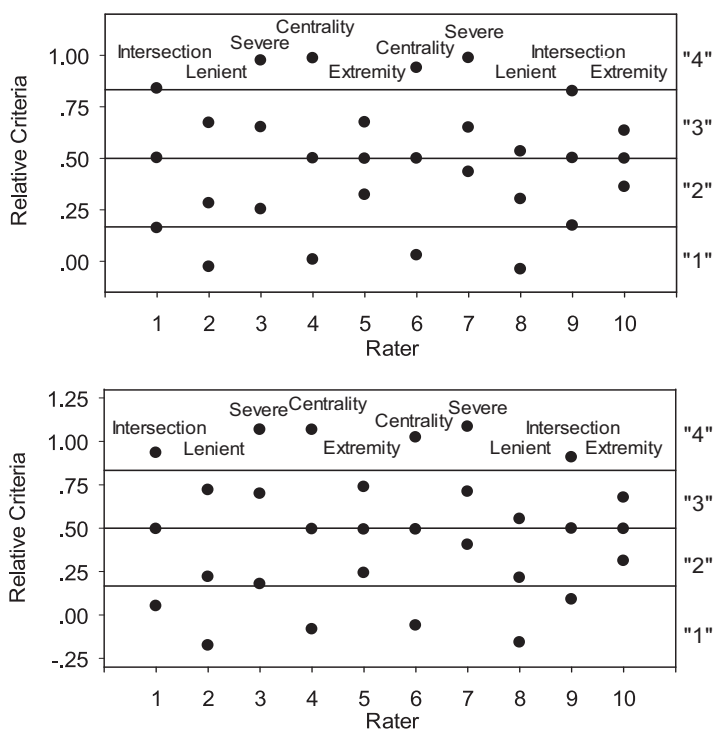 Centrality
Severe
Severe
1.00
Intersection
Centrality
Intersection
"4"
Lenient
Extremity
Lenient
Extremity
.75
"3"
Relative Criteria
.50
"2"
.25
.00
"1"
1 2 3 4 5 6 7 8 9 10
Rater
1.25
Severe
Centrality
Severe
Centrality
1.00
Intersection
Intersection
"4"
Lenient
Extremity
Lenient
Extremity
.75
"3"
Relative Criteria
.50
"2"
.25
.00
"1"
-.25
1 2 3 4 5 6 7 8 9 10
Rater